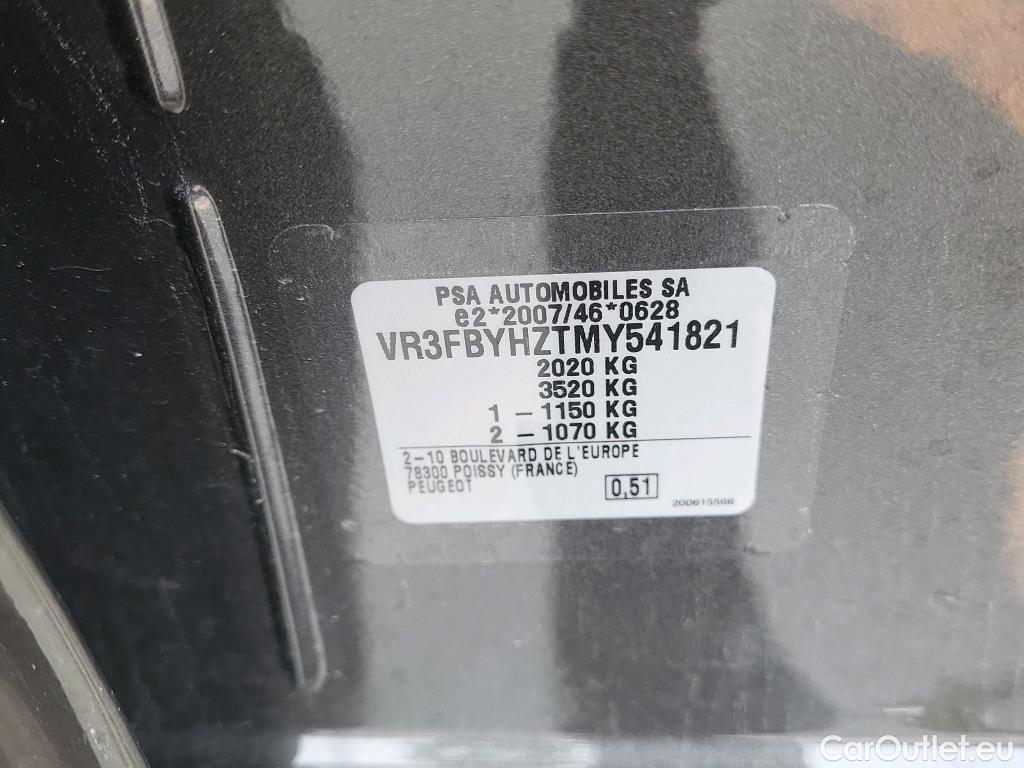 PSA AUTOMOBILES SA
e2*2007/46*0628
VR3FBYHZTMY541821
2020 KG
3520 KG
1 – 1150 KG
2 – 1070 KG
2–10 BOULEVARD DE L'EUROPE
78300 POISSY (FRANCE)
PEUGEOT
0,51
200615566
CarOutlet.eu